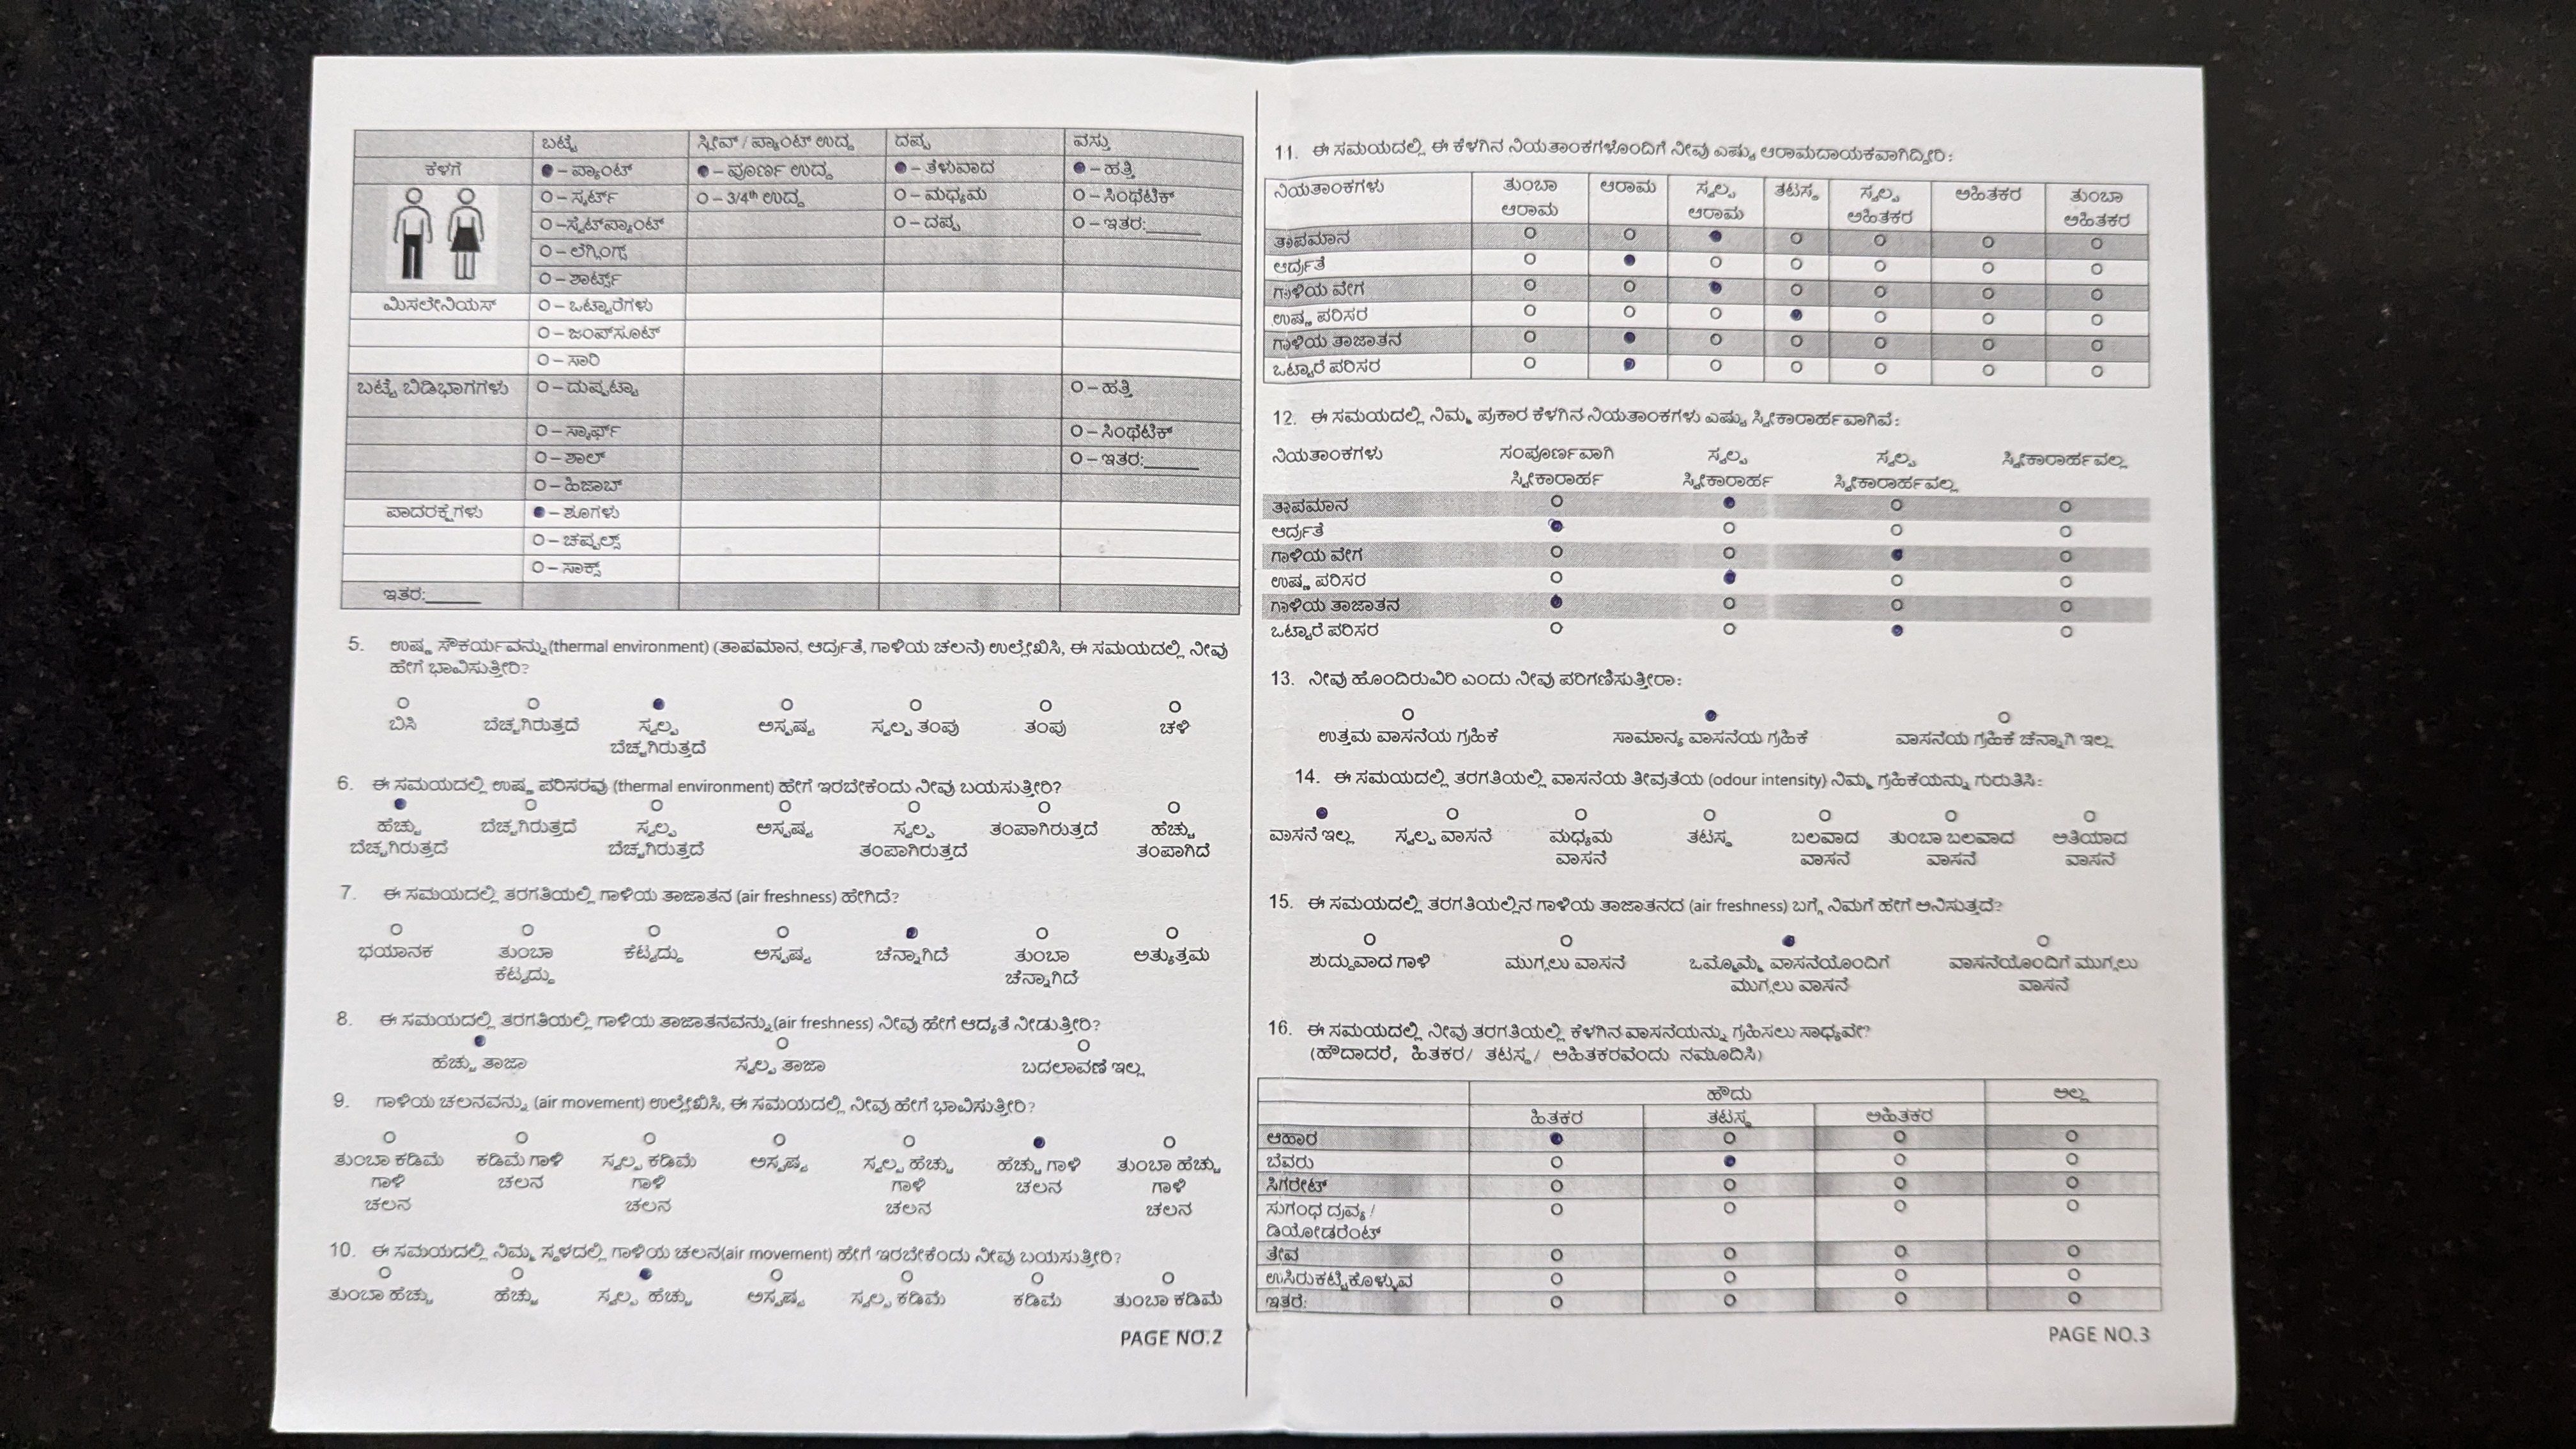 ಬಟ್ಟೆ ಸ್ಲೀವ್ / ಪ್ಯಾಂಟ್ ಉದ್ದ ದಪ್ಪ ವಸ್ತು
ಕೆಳಗೆ ●– ಪ್ಯಾಂಟ್ ●– ಪೂರ್ಣ ಉದ್ದ ●– ತೆಳುವಾದ ●– ಹತ್ತಿ
O – ಸ್ಕರ್ಟ್ O – 3/4th ಉದ್ದ O – ಮಧ್ಯಮ O – ಸಿಂಥೆಟಿಕ್
O –ಸ್ವೆಟ್‌ಪ್ಯಾಂಟ್ O – ದಪ್ಪ O – ಇತರ:______
O – ಲೆಗ್ಗಿಂಗ್ಸ್
O – ಶಾರ್ಟ್ಸ್
ಮಿಸಲೇನಿಯಸ್ O – ಒಟ್ಟಾರೆಗಳು
O – ಜಂಪ್‌ಸೂಟ್
O – ಸಾರಿ
ಬಟ್ಟೆ ಬಿಡಿಭಾಗಗಳು O – ದುಪ್ಪಟ್ಟಾ O – ಹತ್ತಿ
O – ಸ್ಕಾರ್ಫ್ O – ಸಿಂಥೆಟಿಕ್
O – ಶಾಲ್ O – ಇತರ:______
O – ಹಿಜಾಬ್
ಪಾದರಕ್ಷೆಗಳು ●– ಶೂಗಳು
O – ಚಪ್ಪಲ್ಸ್
O – ಸಾಕ್ಸ್
ಇತರ:______
5. ಉಷ್ಣ ಸೌಕರ್ಯವನ್ನು(thermal environment) (ತಾಪಮಾನ, ಆರ್ದ್ರತೆ, ಗಾಳಿಯ ಚಲನೆ) ಉಲ್ಲೇಖಿಸಿ, ಈ ಸಮಯದಲ್ಲಿ ನೀವು
ಹೇಗೆ ಭಾವಿಸುತ್ತೀರಿ?
ಬಿಸಿ ಬೆಚ್ಚಗಿರುತ್ತದೆ ಸ್ವಲ್ಪ ಅಸ್ಪಷ್ಟ ಸ್ವಲ್ಪ ತಂಪು ತಂಪು ಚಳಿ
ಬೆಚ್ಚಗಿರುತ್ತದೆ
6. ಈ ಸಮಯದಲ್ಲಿ ಉಷ್ಣ ಪರಿಸರವು (thermal environment) ಹೇಗೆ ಇರಬೇಕೆಂದು ನೀವು ಬಯಸುತ್ತೀರಿ?
ಹೆಚ್ಚು ಬೆಚ್ಚಗಿರುತ್ತದೆ ಸ್ವಲ್ಪ ಅಸ್ಪಷ್ಟ ಸ್ವಲ್ಪ ತಂಪಾಗಿರುತ್ತದೆ ಹೆಚ್ಚು
ಬೆಚ್ಚಗಿರುತ್ತದೆ ಬೆಚ್ಚಗಿರುತ್ತದೆ ತಂಪಾಗಿರುತ್ತದೆ ತಂಪಾಗಿದೆ
7. ಈ ಸಮಯದಲ್ಲಿ ತರಗತಿಯಲ್ಲಿ ಗಾಳಿಯ ತಾಜಾತನ (air freshness) ಹೇಗಿದೆ?
ಭಯಾನಕ ತುಂಬಾ ಕೆಟ್ಟದ್ದು ಅಸ್ಪಷ್ಟ ಚೆನ್ನಾಗಿದೆ ತುಂಬಾ ಅತ್ಯುತ್ತಮ
ಕೆಟ್ಟದ್ದು ಚೆನ್ನಾಗಿದೆ
8. ಈ ಸಮಯದಲ್ಲಿ ತರಗತಿಯಲ್ಲಿ ಗಾಳಿಯ ತಾಜಾತನವನ್ನು(air freshness) ನೀವು ಹೇಗೆ ಆದ್ಯತೆ ನೀಡುತ್ತೀರಿ?
ಹೆಚ್ಚು ತಾಜಾ ಸ್ವಲ್ಪ ತಾಜಾ ಬದಲಾವಣೆ ಇಲ್ಲ
9. ಗಾಳಿಯ ಚಲನವನ್ನು (air movement) ಉಲ್ಲೇಖಿಸಿ, ಈ ಸಮಯದಲ್ಲಿ ನೀವು ಹೇಗೆ ಭಾವಿಸುತ್ತೀರಿ?
ತುಂಬಾ ಕಡಿಮೆ ಕಡಿಮೆ ಗಾಳಿ ಸ್ವಲ್ಪ ಕಡಿಮೆ ಅಸ್ಪಷ್ಟ ಸ್ವಲ್ಪ ಹೆಚ್ಚು ಹೆಚ್ಚು ಗಾಳಿ ತುಂಬಾ ಹೆಚ್ಚು
ಗಾಳಿ ಚಲನ ಗಾಳಿ ಗಾಳಿ ಚಲನ ಗಾಳಿ
ಚಲನ ಚಲನ ಚಲನ ಚಲನ
10. ಈ ಸಮಯದಲ್ಲಿ ನಿಮ್ಮ ಸ್ಥಳದಲ್ಲಿ ಗಾಳಿಯ ಚಲನ(air movement) ಹೇಗೆ ಇರಬೇಕೆಂದು ನೀವು ಬಯಸುತ್ತೀರಿ?
ತುಂಬಾ ಹೆಚ್ಚು ಹೆಚ್ಚು ಸ್ವಲ್ಪ ಹೆಚ್ಚು ಅಸ್ಪಷ್ಟ ಸ್ವಲ್ಪ ಕಡಿಮೆ ಕಡಿಮೆ ತುಂಬಾ ಕಡಿಮೆ
PAGE NO.2
11. ಈ ಸಮಯದಲ್ಲಿ ಈ ಕೆಳಗಿನ ನಿಯತಾಂಕಗಳೊಂದಿಗೆ ನೀವು ಎಷ್ಟು ಆರಾಮದಾಯಕವಾಗಿದ್ದೀರಿ:
ನಿಯತಾಂಕಗಳು ತುಂಬಾ ಆರಾಮ ಸ್ವಲ್ಪ ತಟಸ್ಥ ಸ್ವಲ್ಪ ಅಹಿತಕರ ತುಂಬಾ
ಆರಾಮ ಆರಾಮ ಅಹಿತಕರ ಅಹಿತಕರ
ತಾಪಮಾನ
ಆರ್ದ್ರತೆ
ಗಾಳಿಯ ವೇಗ
ಉಷ್ಣ ಪರಿಸರ
ಗಾಳಿಯ ತಾಜಾತನ
ಒಟ್ಟಾರೆ ಪರಿಸರ
12. ಈ ಸಮಯದಲ್ಲಿ ನಿಮ್ಮ ಪ್ರಕಾರ ಕೆಳಗಿನ ನಿಯತಾಂಕಗಳು ಎಷ್ಟು ಸ್ವೀಕಾರಾರ್ಹವಾಗಿವೆ:
ನಿಯತಾಂಕಗಳು ಸಂಪೂರ್ಣವಾಗಿ ಸ್ವಲ್ಪ ಸ್ವಲ್ಪ ಸ್ವೀಕಾರಾರ್ಹವಲ್ಲ
ಸ್ವೀಕಾರಾರ್ಹ ಸ್ವೀಕಾರಾರ್ಹ ಸ್ವೀಕಾರಾರ್ಹವಲ್ಲ
ತಾಪಮಾನ
ಆರ್ದ್ರತೆ
ಗಾಳಿಯ ವೇಗ
ಉಷ್ಣ ಪರಿಸರ
ಗಾಳಿಯ ತಾಜಾತನ
ಒಟ್ಟಾರೆ ಪರಿಸರ
13. ನೀವು ಹೊಂದಿರುವಿರಿ ಎಂದು ನೀವು ಪರಿಗಣಿಸುತ್ತೀರಾ:
ಉತ್ತಮ ವಾಸನೆಯ ಗ್ರಹಿಕೆ ಸಾಮಾನ್ಯ ವಾಸನೆಯ ಗ್ರಹಿಕೆ ವಾಸನೆಯ ಗ್ರಹಿಕೆ ಚೆನ್ನಾಗಿ ಇಲ್ಲ
14. ಈ ಸಮಯದಲ್ಲಿ ತರಗತಿಯಲ್ಲಿ ವಾಸನೆಯ ತೀವ್ರತೆಯ (odour intensity) ನಿಮ್ಮ ಗ್ರಹಿಕೆಯನ್ನು ಗುರುತಿಸಿ:
ವಾಸನೆ ಇಲ್ಲ ಸ್ವಲ್ಪ ವಾಸನೆ ಮಧ್ಯಮ ತಟಸ್ಥ ಬಲವಾದ ತುಂಬಾ ಬಲವಾದ ಅತಿಯಾದ
ವಾಸನೆ ವಾಸನೆ ವಾಸನೆ ವಾಸನೆ
15. ಈ ಸಮಯದಲ್ಲಿ ತರಗತಿಯಲ್ಲಿನ ಗಾಳಿಯ ತಾಜಾತನದ (air freshness) ಬಗ್ಗೆ ನಿಮಗೆ ಹೇಗೆ ಅನಿಸುತ್ತದೆ?
ಶುದ್ದುವಾದ ಗಾಳಿ ಮುಗ್ಗಲು ವಾಸನೆ ಒಮ್ಮೊಮ್ಮೆ ವಾಸನೆಯೊಂದಿಗೆ ವಾಸನೆಯೊಂದಿಗೆ ಮುಗ್ಗಲು
ಮುಗ್ಗಲು ವಾಸನೆ ವಾಸನೆ
16. ಈ ಸಮಯದಲ್ಲಿ ನೀವು ತರಗತಿಯಲ್ಲಿ ಕೆಳಗಿನ ವಾಸನೆಯನ್ನು ಗ್ರಹಿಸಲು ಸಾಧ್ಯವೇ?
(ಹೌದಾದರೆ, ಹಿತಕರ/ ತಟಸ್ಥ/ ಅಹಿತಕರವೆಂದು ನಮೂದಿಸಿ)
ಹೌದು ಅಲ್ಲ
ಹಿತಕರ ತಟಸ್ಥ ಅಹಿತಕರ
ಆಹಾರ
ಬೆವರು
ಸಿಗರೇಟ್
ಸುಗಂಧ ದ್ರವ್ಯ /
ಡಿಯೋಡರೆಂಟ್
ತೇವ
ಉಸಿರುಕಟ್ಟಿಕೊಳ್ಳುವ
ಇತರ:
PAGE NO.3